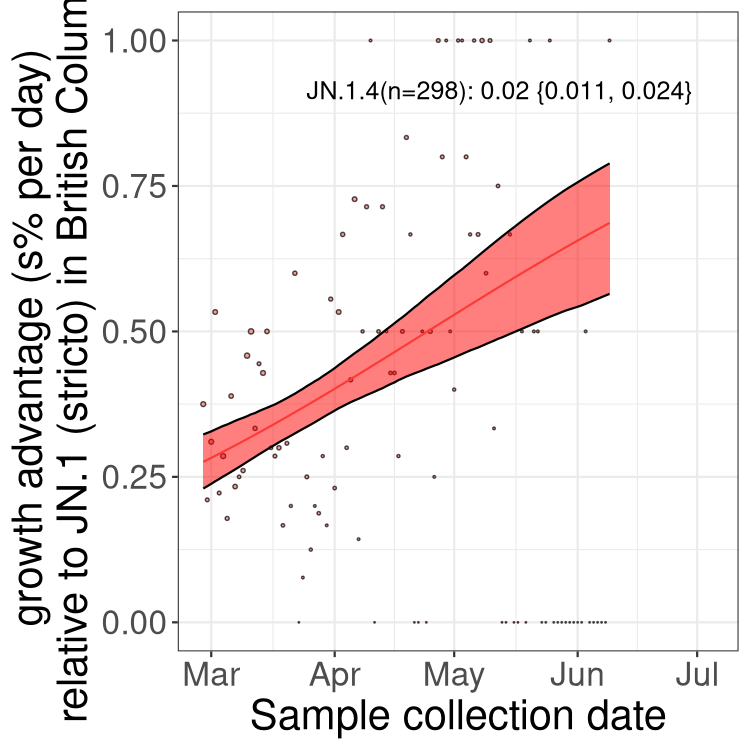 growth advantage (s% per day)
relative to JN.1 (stricto) in British Colum
1.00
0.75
0.50
0.25
0.00
JN.1.4(n=298): 0.02 {0.011, 0.024}
Mar Apr May Jun Jul
Sample collection date